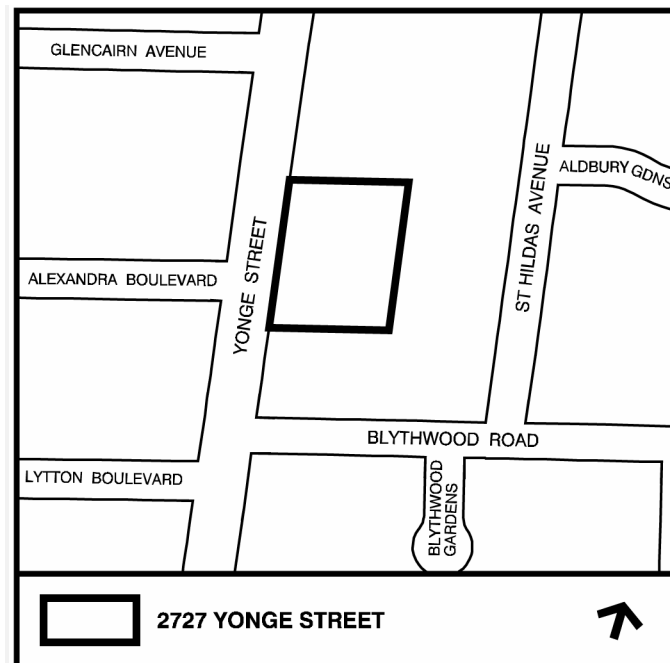 GLENCAIRN AVENUE
ALDBURY GDNS
ST HILDAS AVENUE
YONGE STREET
ALEXANDRA BOULEVARD
BLYTHWOOD ROAD
LYTTON BOULEVARD
BLYTHWOOD
GARDENS
2727 YONGE STREET